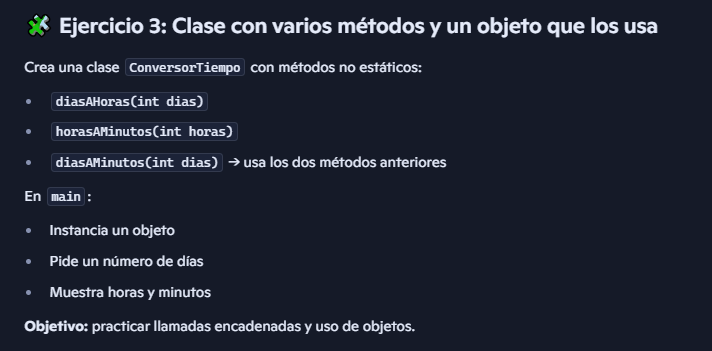 Ejercicio 3: Clase con varios métodos y un objeto que los usa
Crea una clase ConversorTiempo con métodos no estáticos:
• diasAHoras(int dias)
• horasAMinutos(int horas)
• diasAMinutos(int dias) → usa los dos métodos anteriores
En main:
• Instancia un objeto
• Pide un número de días
• Muestra horas y minutos
Objetivo: practicar llamadas encadenadas y uso de objetos.